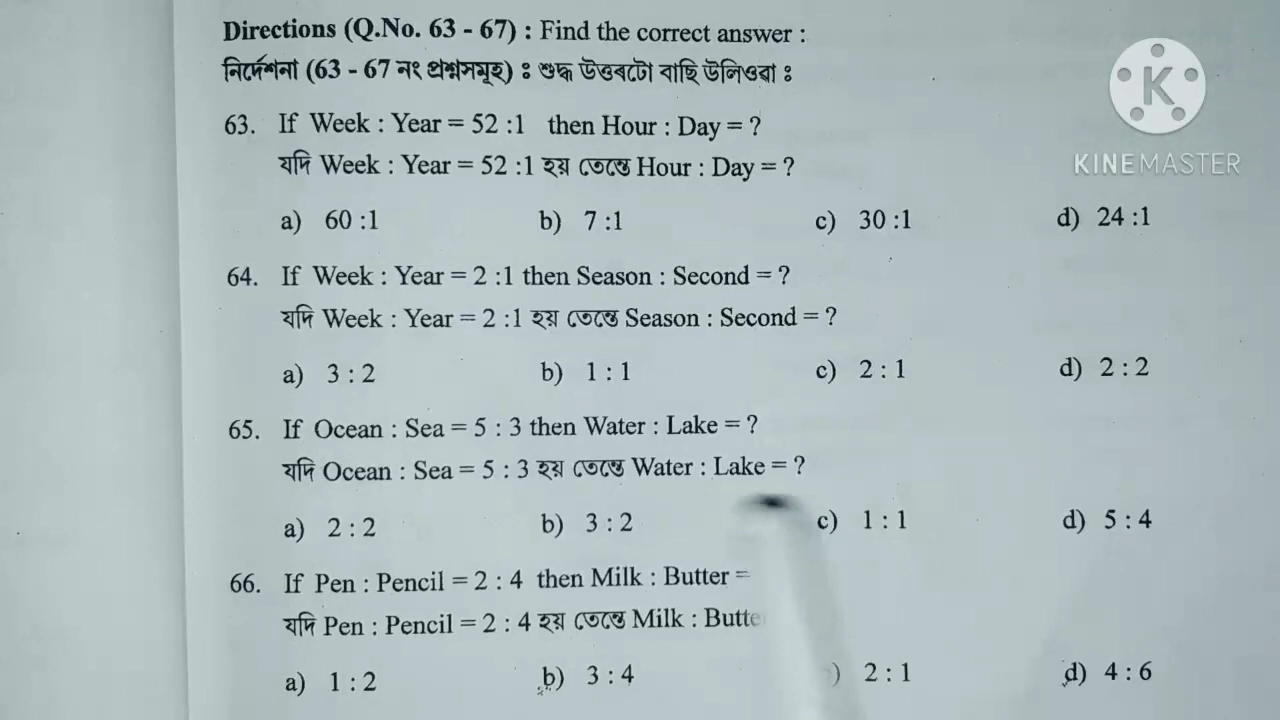 Directions (Q.No. 63 - 67) : Find the correct answer :
নিৰ্দেশনা (63 - 67 নং প্ৰশ্নসমূহ) ঃ শুদ্ধ উত্তৰটো বাছি উলিওৱা ঃ
K
KINEMASTER
63. If Week : Year = 52 :1 then Hour : Day = ?
যদি Week : Year = 52 :1 হয় তেন্তে Hour : Day = ?
a) 60 :1 b) 7 :1 c) 30 :1 d) 24 :1
64. If Week : Year = 2 :1 then Season : Second = ?
যদি Week : Year = 2 :1 হয় তেন্তে Season : Second = ?
a) 3 : 2 b) 1 : 1 c) 2 : 1 d) 2 : 2
65. If Ocean : Sea = 5 : 3 then Water : Lake = ?
যদি Ocean : Sea = 5 : 3 হয় তেন্তে Water : Lake = ?
a) 2 : 2 b) 3 : 2 c) 1 : 1 d) 5 : 4
66. If Pen : Pencil = 2 : 4 then Milk : Butter =
যদি Pen : Pencil = 2 : 4 হয় তেন্তে Milk : Butte
a) 1 : 2 b) 3 : 4 ) 2 : 1 d) 4 : 6